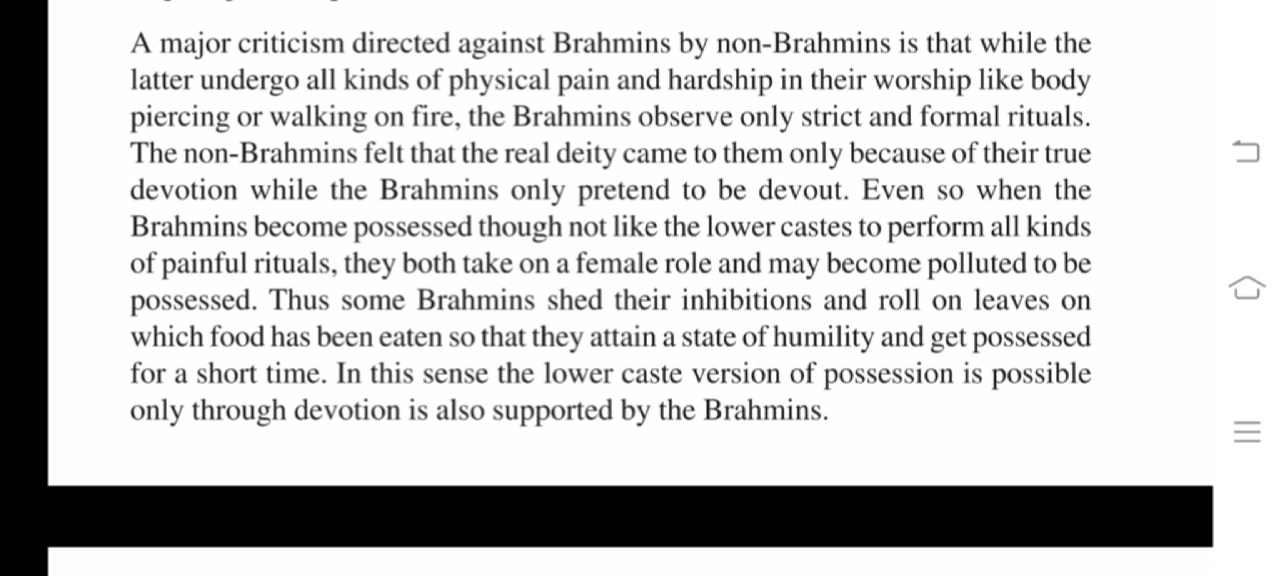 A major criticism directed against Brahmins by non-Brahmins is that while the
latter undergo all kinds of physical pain and hardship in their worship like body
piercing or walking on fire, the Brahmins observe only strict and formal rituals.
The non-Brahmins felt that the real deity came to them only because of their true
devotion while the Brahmins only pretend to be devout. Even so when the
Brahmins become possessed though not like the lower castes to perform all kinds
of painful rituals, they both take on a female role and may become polluted to be
possessed. Thus some Brahmins shed their inhibitions and roll on leaves on
which food has been eaten so that they attain a state of humility and get possessed
for a short time. In this sense the lower caste version of possession is possible
only through devotion is also supported by the Brahmins.